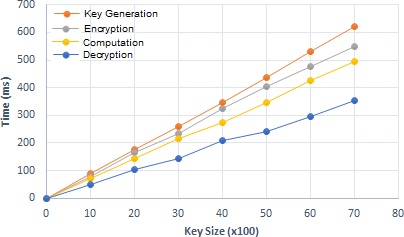 700
600
500
400
300
200
100
0
Time (ms)
Key Generation
Encryption
Computation
Decryption
0 10 20 30 40 50 60 70 80
Key Size (x100)